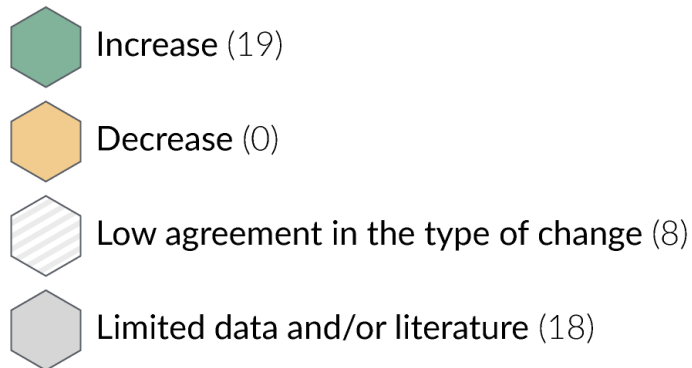 Increase (19)
Decrease (0)
Low agreement in the type of change (8)
Limited data and/or literature (18)